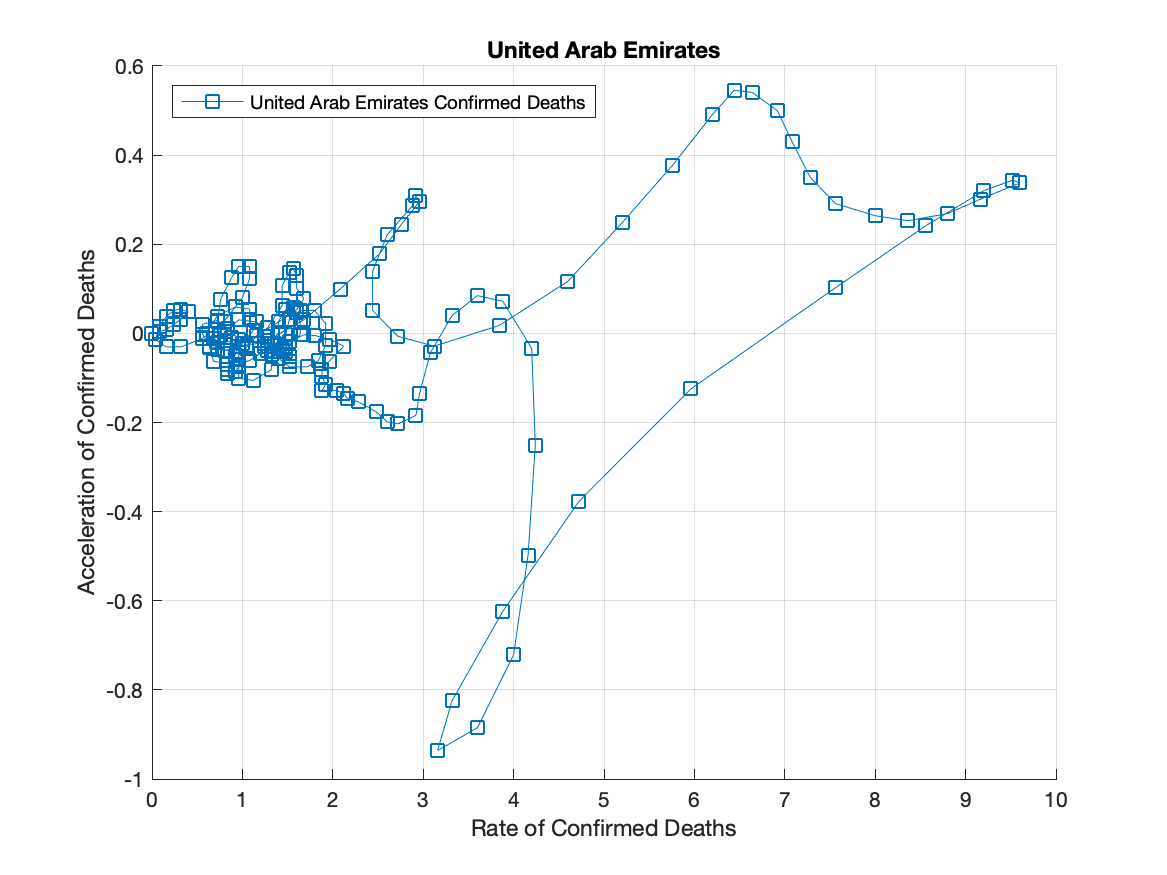 United Arab Emirates
United Arab Emirates Confirmed Deaths
0.6
0.4
0.2
0
-0.2
-0.4
-0.6
-0.8
-1
Acceleration of Confirmed Deaths
0 1 2 3 4 5 6 7 8 9 10
Rate of Confirmed Deaths